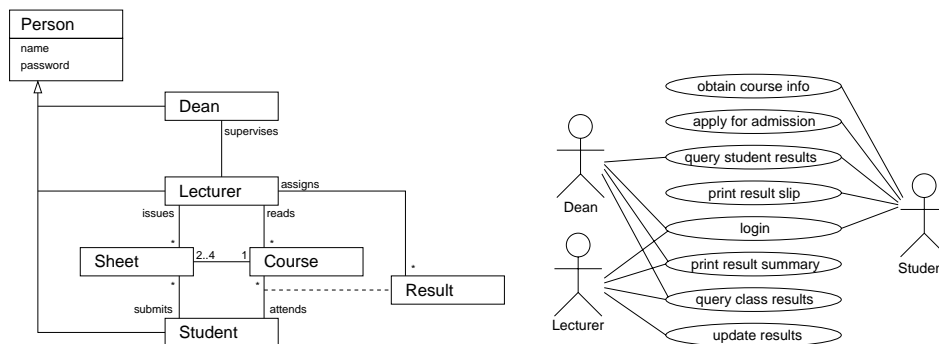 Person
name
password
Dean
supervises
Lecturer
assigns
issues
reads
*
*
Sheet
2..4
1
Course
*
*
*
Result
submits
attends
Student
obtain course info
apply for admission
query student results
print result slip
login
print result summary
query class results
update results
Dean
Lecturer
Student